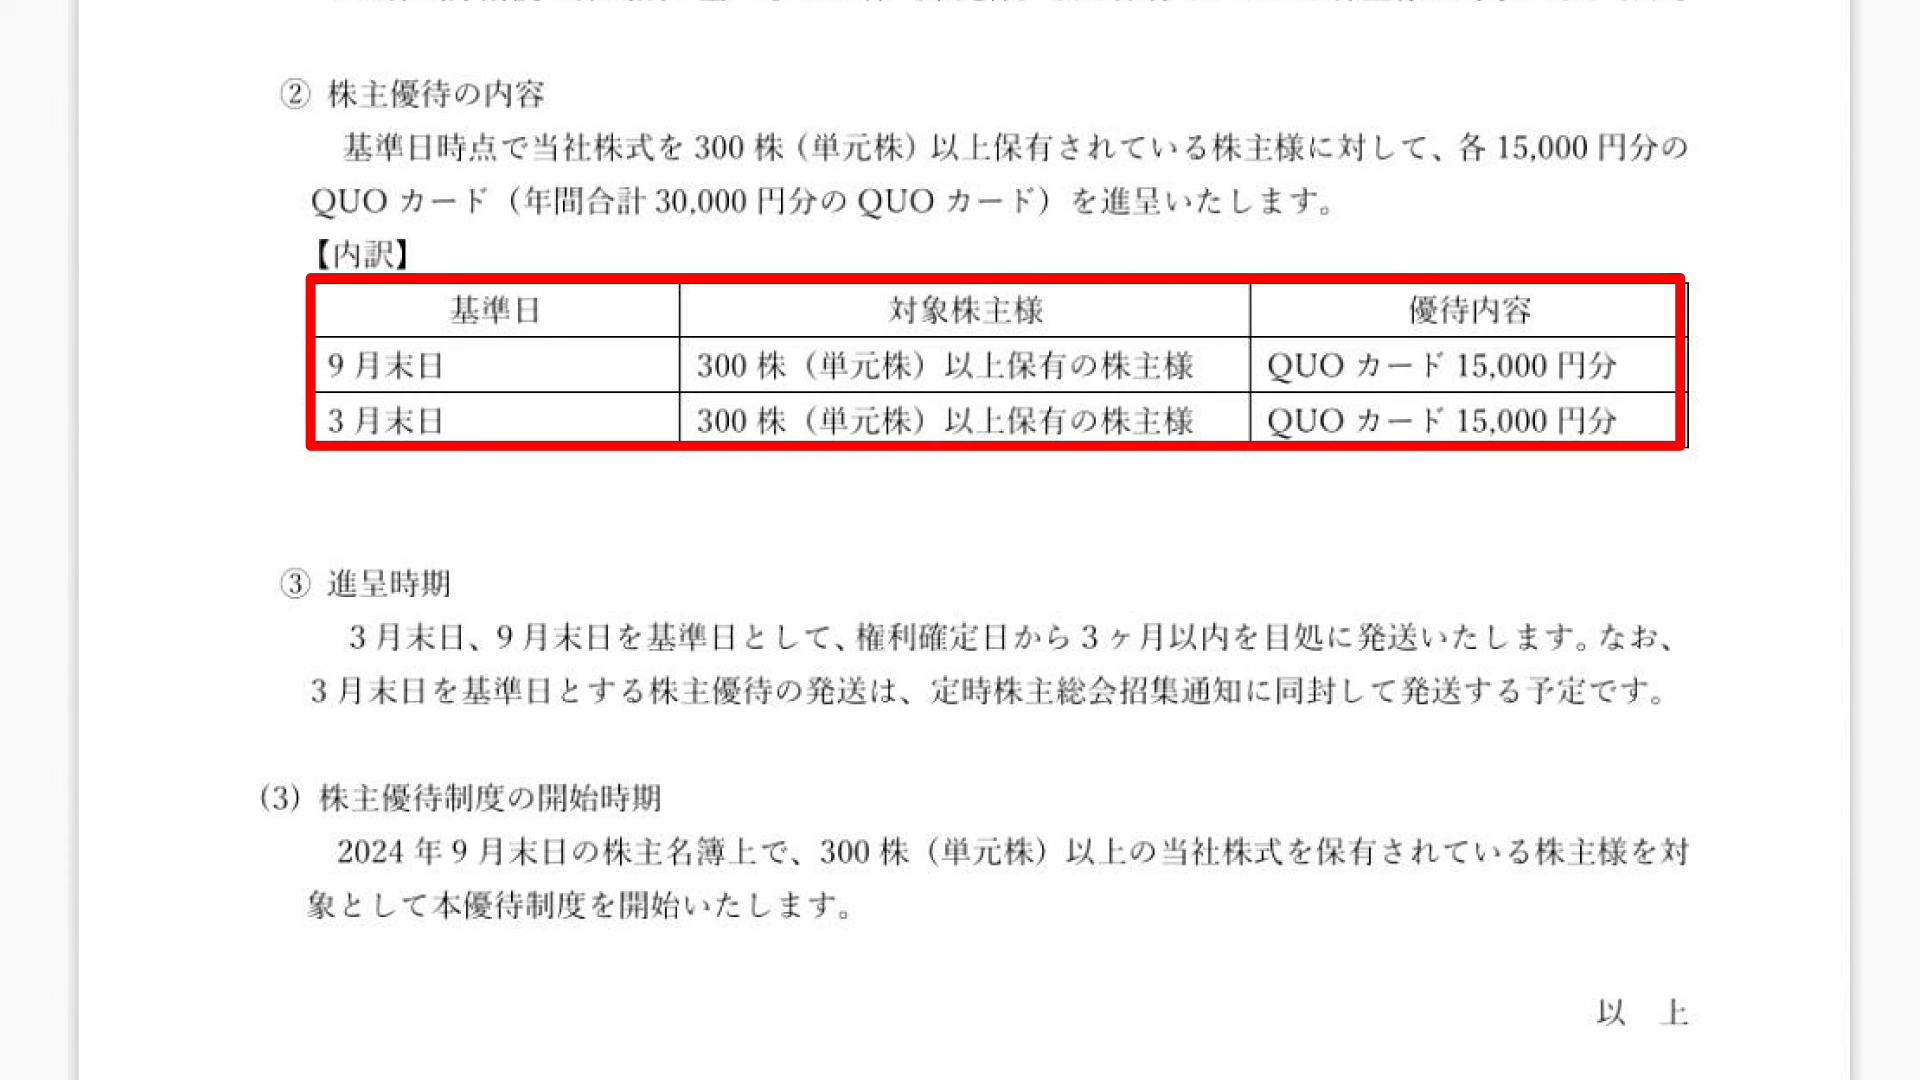 ② 株主優待の内容
基準日時点で当社株式を 300 株（単元株）以上保有されている株主様に対して、各 15,000 円分の
QUO カード（年間合計 30,000 円分の QUO カード）を進呈いたします。
【内訳】
基準日 対象株主様 優待内容
9 月末日 300 株（単元株）以上保有の株主様 QUO カード 15,000 円分
3 月末日 300 株（単元株）以上保有の株主様 QUO カード 15,000 円分
③ 進呈時期
3 月末日、9 月末日を基準日として、権利確定日から 3 ヶ月以内を目処に発送いたします。なお、
3 月末日を基準日とする株主優待の発送は、定時株主総会招集通知に同封して発送する予定です。
(3) 株主優待制度の開始時期
2024 年 9 月末日の株主名簿上で、300 株（単元株）以上の当社株式を保有されている株主様を対
象として本優待制度を開始いたします。
以 上